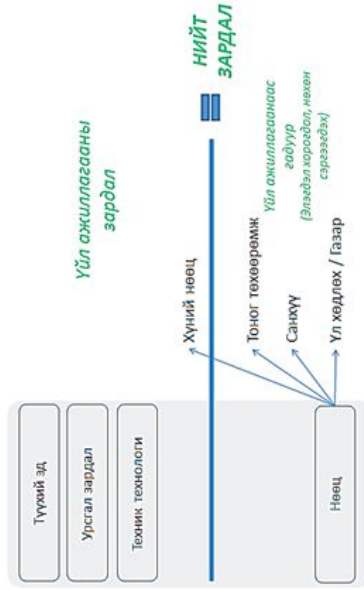 Түүхий эд
Урсгал зардал
Техник технологи
Нөөц
Үйл ажиллагааны
зардал
Хүний нөөц
Тоног төхөөрөмж
Санхүү
Үл хөдлөх / Газар
Үйл ажиллагаанаас
гадуур
(Элэгдэл хорогдол, нөхөн
сэргээгдэх)
НИЙТ
ЗАРДАЛ